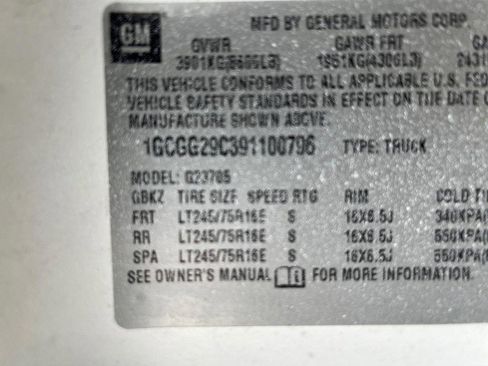 GM
MFD BY GENERAL MOTORS CORP.
GVWR GAWR FRT
3901KG(8600LB) 1951KG(4300LB)
THIS VEHICLE CONFORMS TO ALL APPLICABLE U.S. FED
VEHICLE SAFETY STANDARDS IN EFFECT ON THE DATE
MANUFACTURE SHOWN ABOVE.
1GCGG29C391100796 TYPE: TRUCK
MODEL: G23705
TIRE SIZE SPEED RTG RIM COLD
FRT LT245/75R16E S 16X6.5J
RR LT245/75R16E S 16X6.5J
SPA LT245/75R16E S 16X6.5J
SEE OWNER'S MANUAL FOR MORE INFORMATION.